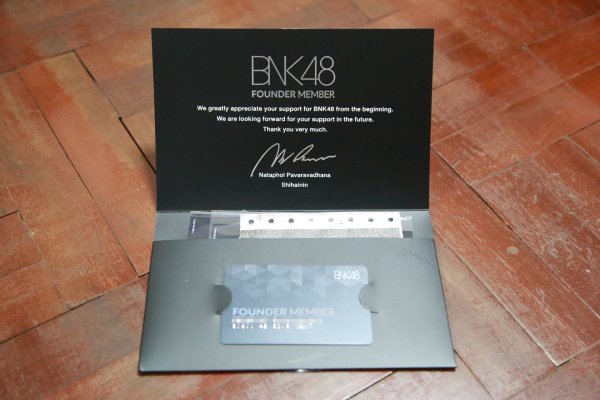 BNK48
FOUNDER MEMBER
We greatly appreciate your support for BNK48 from the beginning.
We are looking forward for your support in the future.
Thank you very much.
Nataphol Pavaravadhana
Shihainin
BNK48
FOUNDER MEMBER